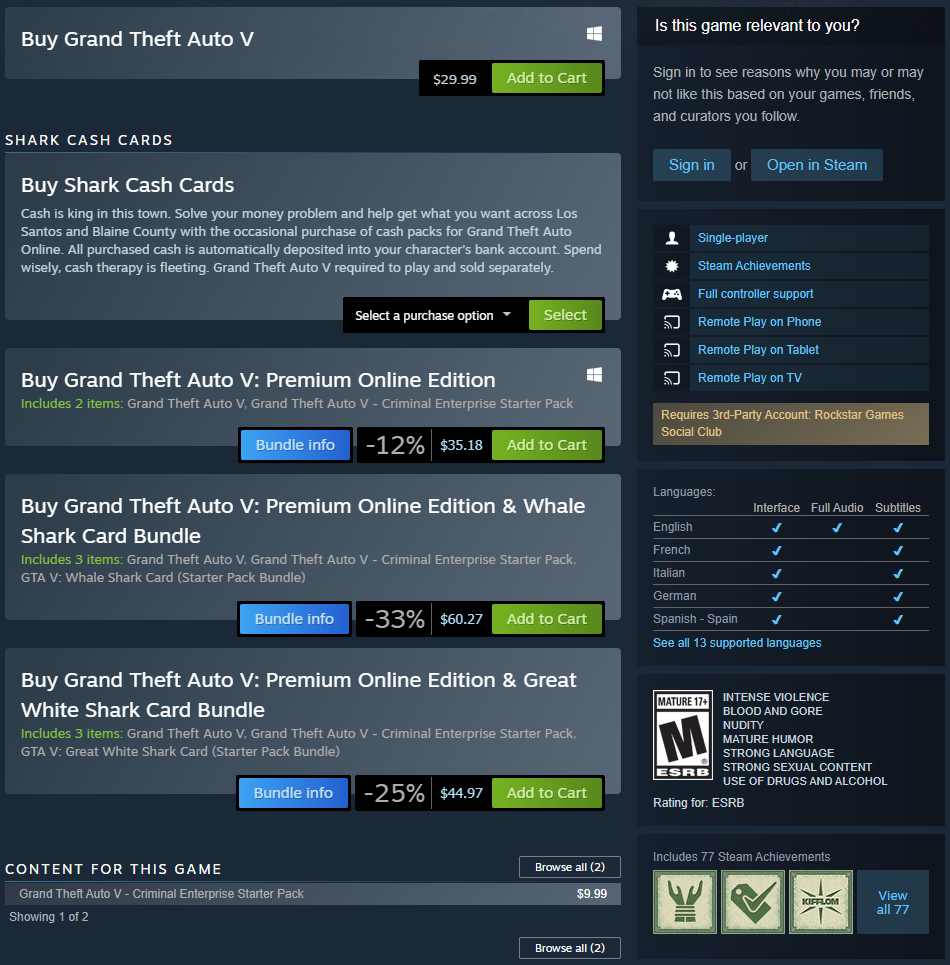 Buy Grand Theft Auto V
$29.99
Add to Cart
SHARK CASH CARDS
Buy Shark Cash Cards
Cash is king in this town. Solve your money problem and help get what you want across Los
Santos and Blaine County with the occasional purchase of cash packs for Grand Theft Auto
Online. All purchased cash is automatically deposited into your character's bank account. Spend
wisely, cash therapy is fleeting. Grand Theft Auto V required to play and sold separately.
Select a purchase option
Select
Buy Grand Theft Auto V: Premium Online Edition
Includes 2 items: Grand Theft Auto V, Grand Theft Auto V - Criminal Enterprise Starter Pack
Bundle info
-12%
$35.18
Add to Cart
Buy Grand Theft Auto V: Premium Online Edition & Whale
Shark Card Bundle
Includes 3 items: Grand Theft Auto V, Grand Theft Auto V - Criminal Enterprise Starter Pack,
GTA V: Whale Shark Card (Starter Pack Bundle)
Bundle info
-33%
$60.27
Add to Cart
Buy Grand Theft Auto V: Premium Online Edition & Great
White Shark Card Bundle
Includes 3 items: Grand Theft Auto V, Grand Theft Auto V - Criminal Enterprise Starter Pack,
GTA V: Great White Shark Card (Starter Pack Bundle)
Bundle info
-25%
$44.97
Add to Cart
CONTENT FOR THIS GAME
Browse all (2)
Grand Theft Auto V - Criminal Enterprise Starter Pack
$9.99
Showing 1 of 2
Browse all (2)
Is this game relevant to you?
Sign in to see reasons why you may or may
not like this based on your games, friends,
and curators you follow.
Sign in or Open in Steam
Single-player
Steam Achievements
Full controller support
Remote Play on Phone
Remote Play on Tablet
Remote Play on TV
Requires 3rd-Party Account: Rockstar Games
Social Club
Languages:
Interface Full Audio Subtitles
English ✔ ✔ ✔
French ✔ ✔
Italian ✔ ✔
German ✔ ✔
Spanish - Spain ✔ ✔
See all 13 supported languages
MATURE 17+
M
®
ESRB
INTENSE VIOLENCE
BLOOD AND GORE
NUDITY
MATURE HUMOR
STRONG LANGUAGE
STRONG SEXUAL CONTENT
USE OF DRUGS AND ALCOHOL
Rating for: ESRB
Includes 77 Steam Achievements
KIFFLOM
View
all 77